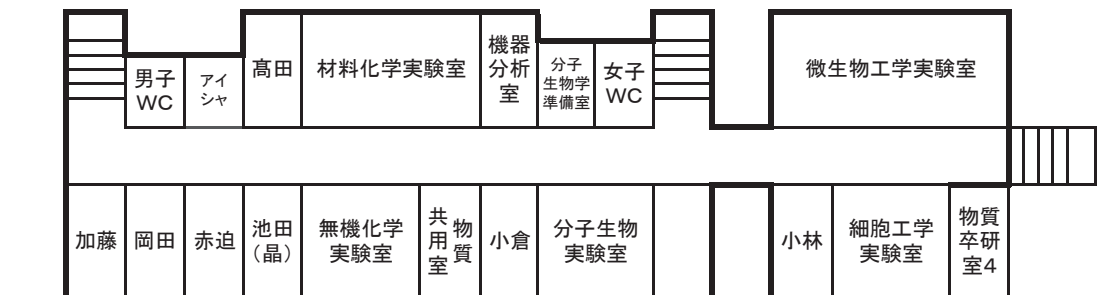 男子
WC
アイ
シャ
髙田
材料化学実験室
機器
分析
室
分子
生物学
準備室
女子
WC
微生物工学実験室
加藤
岡田
赤迫
池田
（晶）
無機化学
実験室
物質
共用室
小倉
分子生物
実験室
小林
細胞工学
実験室
物質
卒研
室4